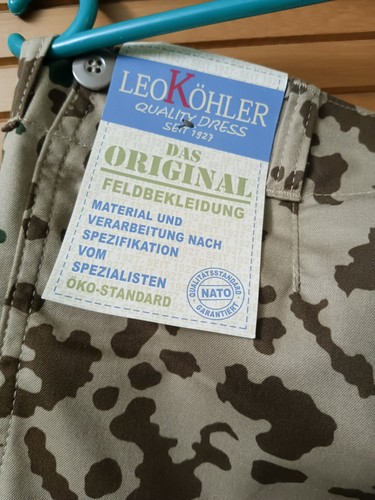 LEOKÖHLER
QUALITY DRESS
SEIT 1927
DAS
ORIGINAL
FELDBEKLEIDUNG
MATERIAL UND
VERARBEITUNG NACH
SPEZIFIKATION
VOM
SPEZIALISTEN
ÖKO-STANDARD
QUALITÄTSSTANDARD
NATO
GARANTIERT